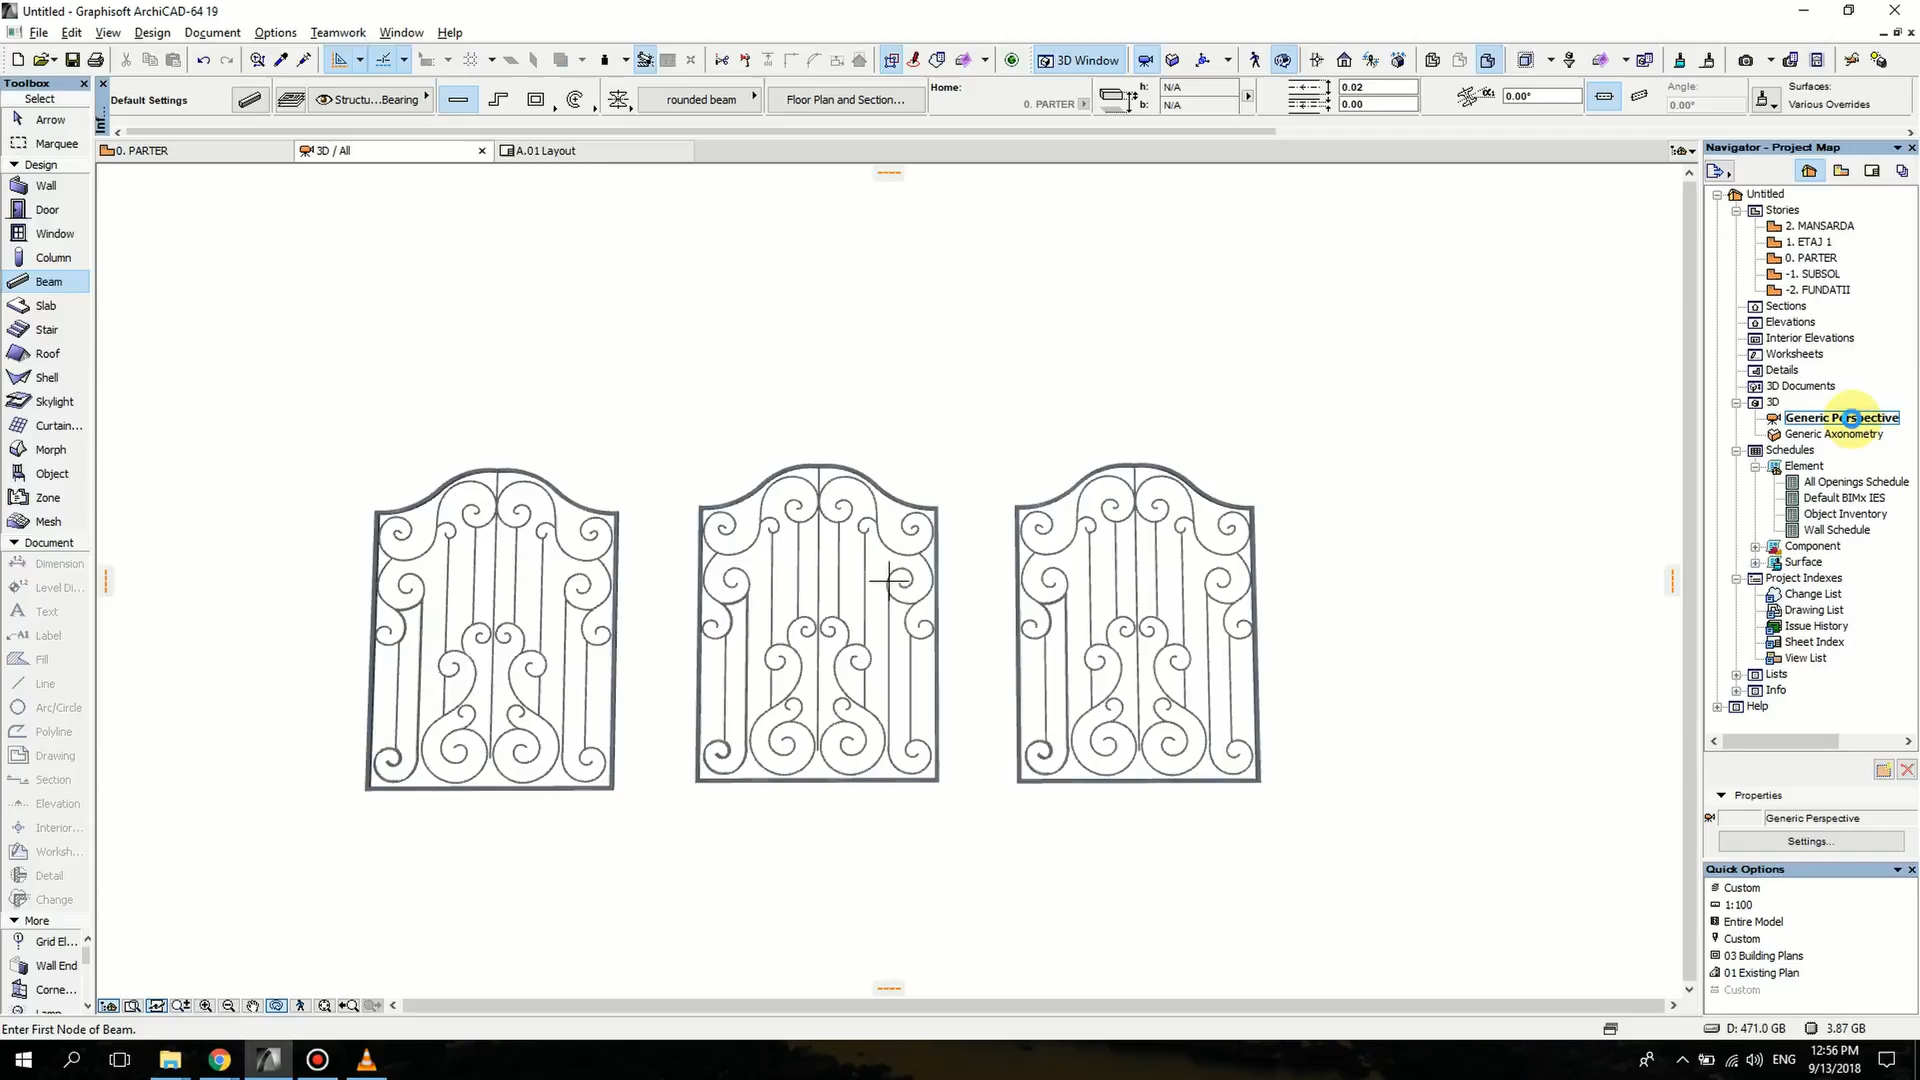 Untitled - Graphisoft ArchiCAD-64 19
File Edit View Design Document Options Teamwork Window Help
3D Window
Toolbox
Select
Arrow
Marquee
Design
Wall
Door
Window
Column
Beam
Slab
Stair
Roof
Shell
Skylight
Curtain...
Morph
Object
Zone
Mesh
Document
Dimension
Level Di...
Text
Label
Fill
Line
Arc/Circle
Polyline
Drawing
Section
Elevation
Interior...
Worksh...
Detail
Change
More
Grid El...
Wall End
Corne...
Default Settings
Structu...Bearing
rounded beam
Floor Plan and Section...
Home:
0. PARTER
h: N/A
b: N/A
0.02
0.00
0.00°
Angle:
0.00°
Surfaces:
Various Overrides
0. PARTER
3D / All
A.01 Layout
Navigator - Project Map
Untitled
Stories
2. MANSARDA
1. ETAJ 1
0. PARTER
-1. SUBSOL
-2. FUNDATII
Sections
Elevations
Interior Elevations
Worksheets
Details
3D Documents
3D
Generic Perspective
Generic Axonometry
Schedules
Element
All Openings Schedule
Default BIMx IES
Object Inventory
Wall Schedule
Component
Surface
Project Indexes
Change List
Drawing List
Issue History
Sheet Index
View List
Lists
Info
Help
Properties
Generic Perspective
Settings...
Quick Options
Custom
1:100
Entire Model
Custom
03 Building Plans
01 Existing Plan
Custom
Enter First Node of Beam.
D: 471.0 GB
3.87 GB
ENG
12:56 PM
9/13/2018